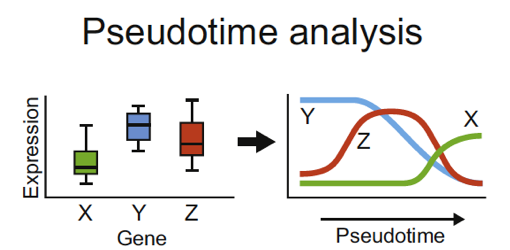 Pseudotime analysis
Expression
X Y Z
Gene
Y
Z
X
Pseudotime